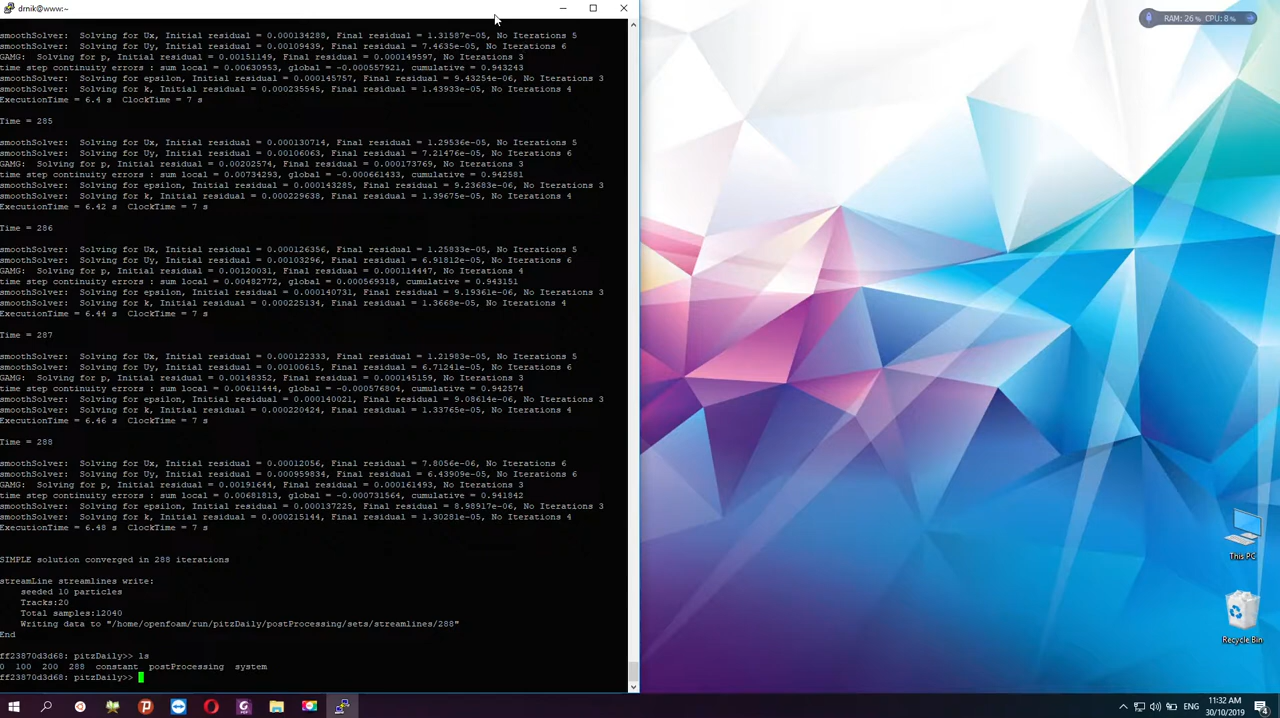 drnik@www:~
RAM: 26% CPU: 8%
smoothSolver:  Solving for Ux, Initial residual = 0.000134288, Final residual = 1.31587e-05, No Iterations 5
smoothSolver:  Solving for Uy, Initial residual = 0.00109439, Final residual = 7.4635e-05, No Iterations 6
GAMG:  Solving for p, Initial residual = 0.00151149, Final residual = 0.000149597, No Iterations 3
time step continuity errors : sum local = 0.00630953, global = -0.000557921, cumulative = 0.943243
smoothSolver:  Solving for epsilon, Initial residual = 0.000145757, Final residual = 9.43254e-06, No Iterations 3
smoothSolver:  Solving for k, Initial residual = 0.000235545, Final residual = 1.43933e-05, No Iterations 4
ExecutionTime = 6.4 s  ClockTime = 7 s
Time = 285
smoothSolver:  Solving for Ux, Initial residual = 0.000130714, Final residual = 1.29536e-05, No Iterations 5
smoothSolver:  Solving for Uy, Initial residual = 0.00106063, Final residual = 7.21476e-05, No Iterations 6
GAMG:  Solving for p, Initial residual = 0.00202574, Final residual = 0.000173769, No Iterations 3
time step continuity errors : sum local = 0.00734293, global = -0.000661433, cumulative = 0.942581
smoothSolver:  Solving for epsilon, Initial residual = 0.000143285, Final residual = 9.23683e-06, No Iterations 3
smoothSolver:  Solving for k, Initial residual = 0.000229638, Final residual = 1.39675e-05, No Iterations 4
ExecutionTime = 6.42 s  ClockTime = 7 s
Time = 286
smoothSolver:  Solving for Ux, Initial residual = 0.000126356, Final residual = 1.25833e-05, No Iterations 5
smoothSolver:  Solving for Uy, Initial residual = 0.00103296, Final residual = 6.91812e-05, No Iterations 6
GAMG:  Solving for p, Initial residual = 0.00120031, Final residual = 0.000114447, No Iterations 4
time step continuity errors : sum local = 0.00482772, global = 0.000569318, cumulative = 0.943151
smoothSolver:  Solving for epsilon, Initial residual = 0.000140731, Final residual = 9.19361e-06, No Iterations 3
smoothSolver:  Solving for k, Initial residual = 0.000225134, Final residual = 1.3668e-05, No Iterations 4
ExecutionTime = 6.44 s  ClockTime = 7 s
Time = 287
smoothSolver:  Solving for Ux, Initial residual = 0.000122333, Final residual = 1.21983e-05, No Iterations 5
smoothSolver:  Solving for Uy, Initial residual = 0.00100615, Final residual = 6.71241e-05, No Iterations 6
GAMG:  Solving for p, Initial residual = 0.00148352, Final residual = 0.000145159, No Iterations 3
time step continuity errors : sum local = 0.00611444, global = -0.000576804, cumulative = 0.942574
smoothSolver:  Solving for epsilon, Initial residual = 0.000140021, Final residual = 9.08614e-06, No Iterations 3
smoothSolver:  Solving for k, Initial residual = 0.000220424, Final residual = 1.33765e-05, No Iterations 4
ExecutionTime = 6.46 s  ClockTime = 7 s
Time = 288
smoothSolver:  Solving for Ux, Initial residual = 0.00012056, Final residual = 7.8056e-06, No Iterations 6
smoothSolver:  Solving for Uy, Initial residual = 0.000959834, Final residual = 6.43909e-05, No Iterations 6
GAMG:  Solving for p, Initial residual = 0.00191644, Final residual = 0.000161493, No Iterations 3
time step continuity errors : sum local = 0.00681813, global = -0.000731564, cumulative = 0.941842
smoothSolver:  Solving for epsilon, Initial residual = 0.000137225, Final residual = 8.98917e-06, No Iterations 3
smoothSolver:  Solving for k, Initial residual = 0.000215144, Final residual = 1.30281e-05, No Iterations 4
ExecutionTime = 6.48 s  ClockTime = 7 s
SIMPLE solution converged in 288 iterations
streamLine streamlines write:
seeded 10 particles
Tracks:20
Total samples:12040
Writing data to "/home/openfoam/run/pitzDaily/postProcessing/sets/streamlines/288"
End
ff23870d3d68: pitzDaily>> ls
0  100  200  288  constant  postProcessing  system
ff23870d3d68: pitzDaily>>
This PC
Recycle Bin
ENG
11:32 AM
30/10/2019
4